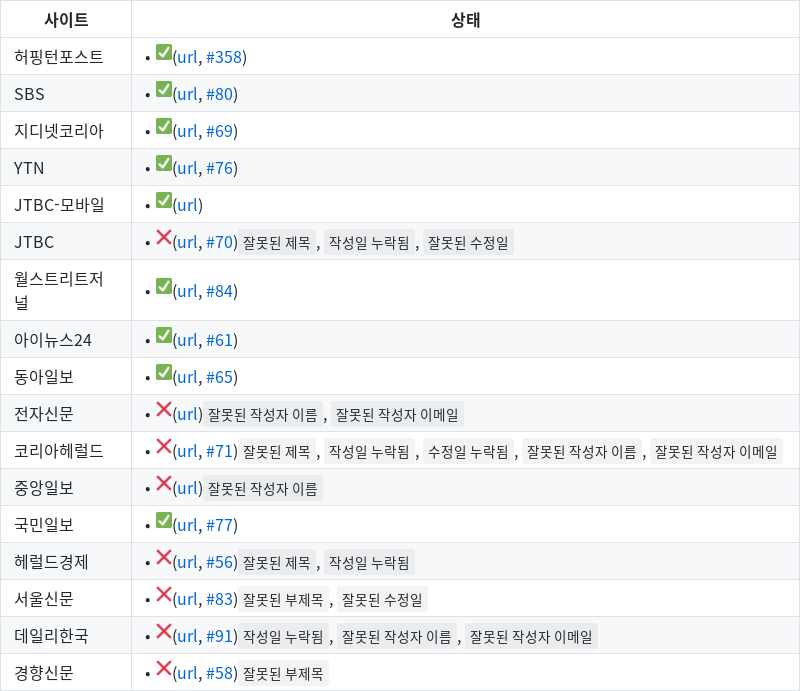 사이트 상태
허핑턴포스트 • ✅(url, #358)
SBS • ✅(url, #80)
지디넷코리아 • ✅(url, #69)
YTN • ✅(url, #76)
JTBC-모바일 • ✅(url)
JTBC • ❌(url, #70) 잘못된 제목 , 작성일 누락됨 , 잘못된 수정일
월스트리트저
널 • ✅(url, #84)
아이뉴스24 • ✅(url, #61)
동아일보 • ✅(url, #65)
전자신문 • ❌(url) 잘못된 작성자 이름 , 잘못된 작성자 이메일
코리아헤럴드 • ❌(url, #71) 잘못된 제목 , 작성일 누락됨 , 수정일 누락됨 , 잘못된 작성자 이름 , 잘못된 작성자 이메일
중앙일보 • ❌(url) 잘못된 작성자 이름
국민일보 • ✅(url, #77)
헤럴드경제 • ❌(url, #56) 잘못된 제목 , 작성일 누락됨
서울신문 • ❌(url, #83) 잘못된 부제목 , 잘못된 수정일
데일리한국 • ❌(url, #91) 작성일 누락됨 , 잘못된 작성자 이름 , 잘못된 작성자 이메일
경향신문 • ❌(url, #58) 잘못된 부제목